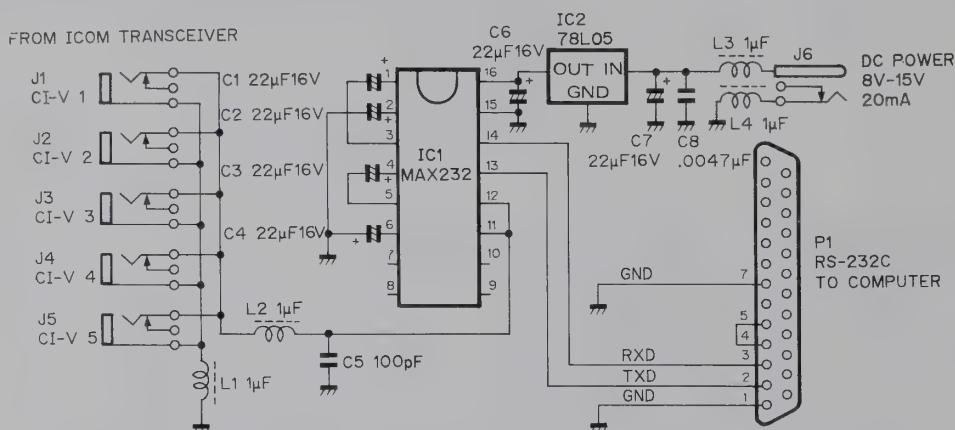 FROM ICOM TRANSCEIVER
J1
CI-V 1
J2
CI-V 2
J3
CI-V 3
J4
CI-V 4
J5
CI-V 5
C1 22µF16V
C2 22µF16V
C3 22µF16V
C4 22µF16V
L2 1µF
C5 100pF
L1 1µF
+
+
+
+
1
2
3
4
5
6
7
8
IC1
MAX232
16
15
14
13
12
11
10
9
C6
22µF16V
+
IC2
78L05
OUT IN
GND
+
C7
22µF16V
C8
.0047µF
L3 1µF
L4 1µF
J6
DC POWER
8V-15V
20mA
P1
RS-232C
TO COMPUTER
GND
7
5
4
RXD
3
TXD
2
GND
1